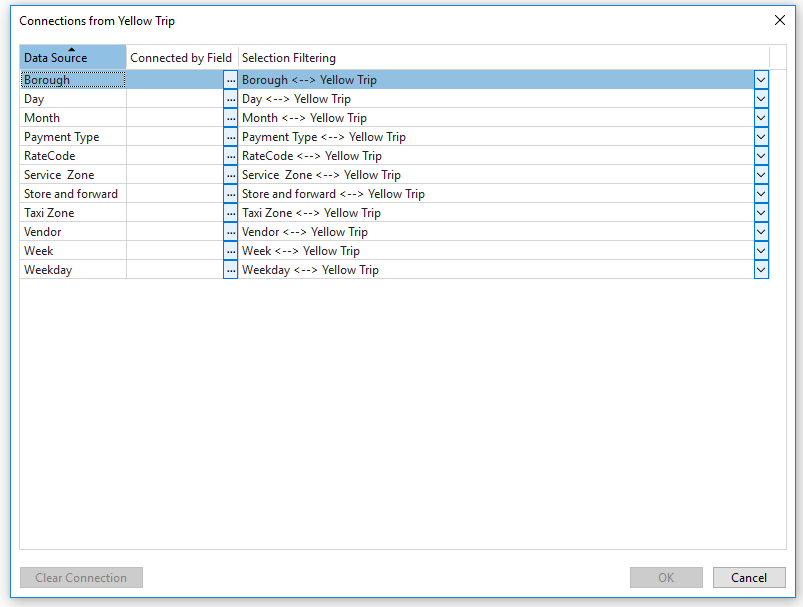 Connections from Yellow Trip
Data Source Connected by Field Selection Filtering
Borough ... Borough <--> Yellow Trip
Day ... Day <--> Yellow Trip
Month ... Month <--> Yellow Trip
Payment Type ... Payment Type <--> Yellow Trip
RateCode ... RateCode <--> Yellow Trip
Service  Zone ... Service  Zone <--> Yellow Trip
Store and forward ... Store and forward <--> Yellow Trip
Taxi Zone ... Taxi Zone <--> Yellow Trip
Vendor ... Vendor <--> Yellow Trip
Week ... Week <--> Yellow Trip
Weekday ... Weekday <--> Yellow Trip
Clear Connection OK Cancel